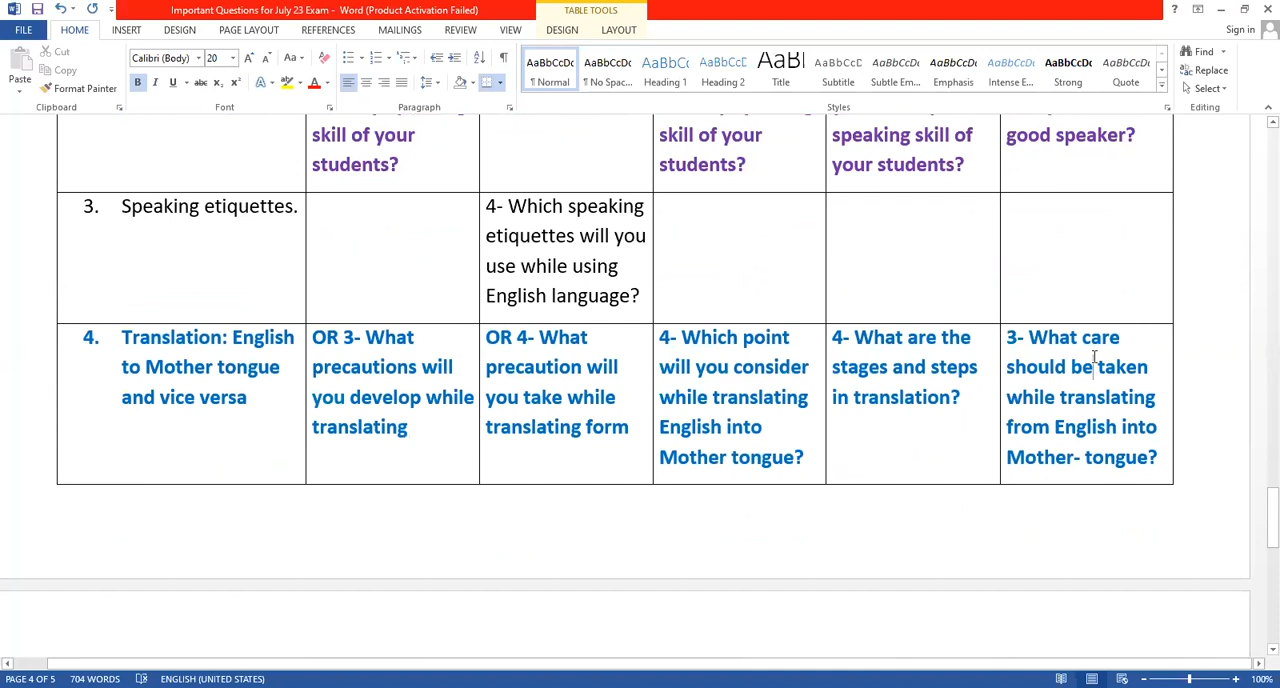 Important Questions for July 23 Exam - Word (Product Activation Failed)
TABLE TOOLS
FILE
HOME
INSERT
DESIGN
PAGE LAYOUT
REFERENCES
MAILINGS
REVIEW
VIEW
DESIGN
LAYOUT
Sign in
Paste
Cut
Copy
Format Painter
Clipboard
Calibri (Body)
20
Font
Paragraph
AaBbCcDc
¶ Normal
AaBbCcDc
¶ No Spac...
AaBbCc
Heading 1
AaBbCcD
Heading 2
AaBl
Title
AaBbCcD
Subtitle
AaBbCcDc
Subtle Em...
AaBbCcDc
Emphasis
AaBbCcDc
Intense E...
AaBbCcDc
Strong
AaBbCcDc
Quote
Styles
Find
Replace
Select
Editing
skill of your
students?
skill of your
students?
speaking skill of
your students?
good speaker?
3. Speaking etiquettes.
4- Which speaking
etiquettes will you
use while using
English language?
4. Translation: English
to Mother tongue
and vice versa
OR 3- What
precautions will
you develop while
translating
OR 4- What
precaution will
you take while
translating form
4- Which point
will you consider
while translating
English into
Mother tongue?
4- What are the
stages and steps
in translation?
3- What care
should be taken
while translating
from English into
Mother- tongue?
PAGE 4 OF 5
704 WORDS
ENGLISH (UNITED STATES)
100%